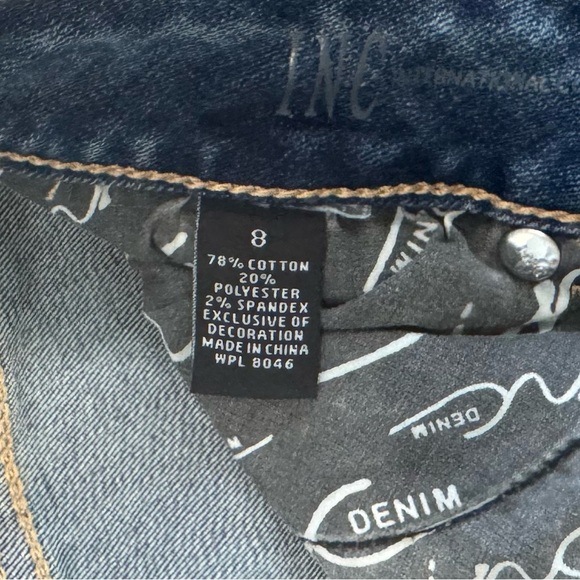 INC
INTERNATIONAL
8
78% COTTON
20%
POLYESTER
2% SPANDEX
EXCLUSIVE OF
DECORATION
MADE IN CHINA
WPL 8046
DENIM
DENIM